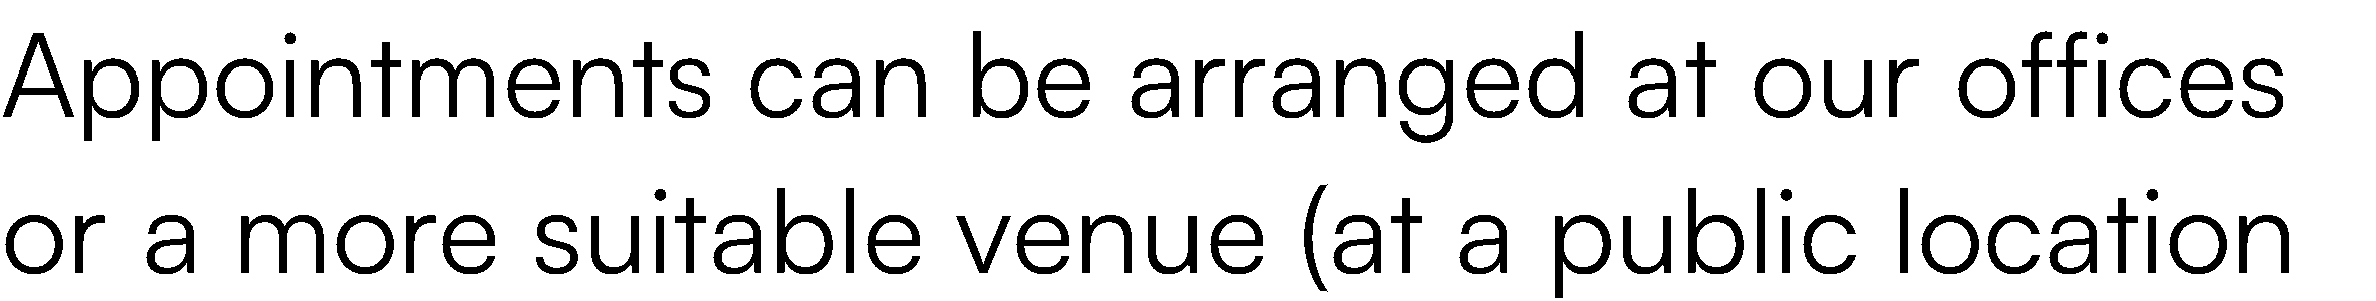 Appointments can be arranged at our offices
or a more suitable venue (at a public location